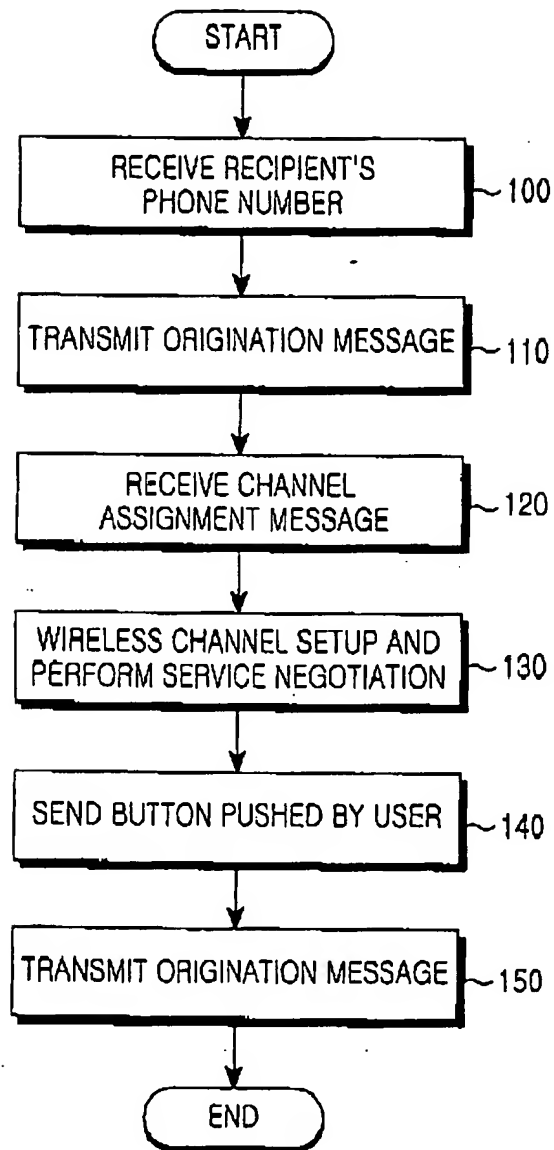 START
RECEIVE RECIPIENT'S
PHONE NUMBER
100
TRANSMIT ORIGINATION MESSAGE
110
RECEIVE CHANNEL
ASSIGNMENT MESSAGE
120
WIRELESS CHANNEL SETUP AND
PERFORM SERVICE NEGOTIATION
130
SEND BUTTON PUSHED BY USER
140
TRANSMIT ORIGINATION MESSAGE
150
END